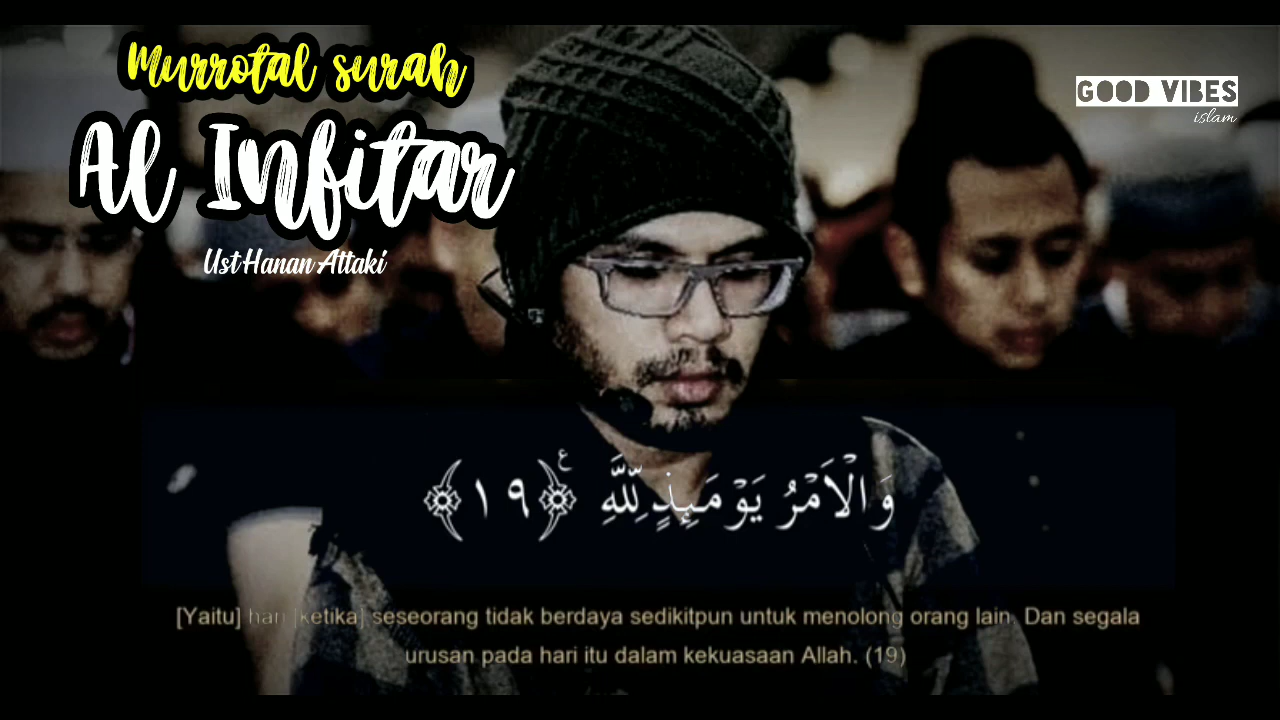 Murrotal surah
Al Infitar
Ust Hanan Attaki
GOOD VIBES
islam
وَالْاَمْرُ يَوْمَىِٕذٍ لِّلّٰهِ ࣖ ﴿١٩﴾
[Yaitu] hari [ketika] seseorang tidak berdaya sedikitpun untuk menolong orang lain. Dan segala
urusan pada hari itu dalam kekuasaan Allah. (19)